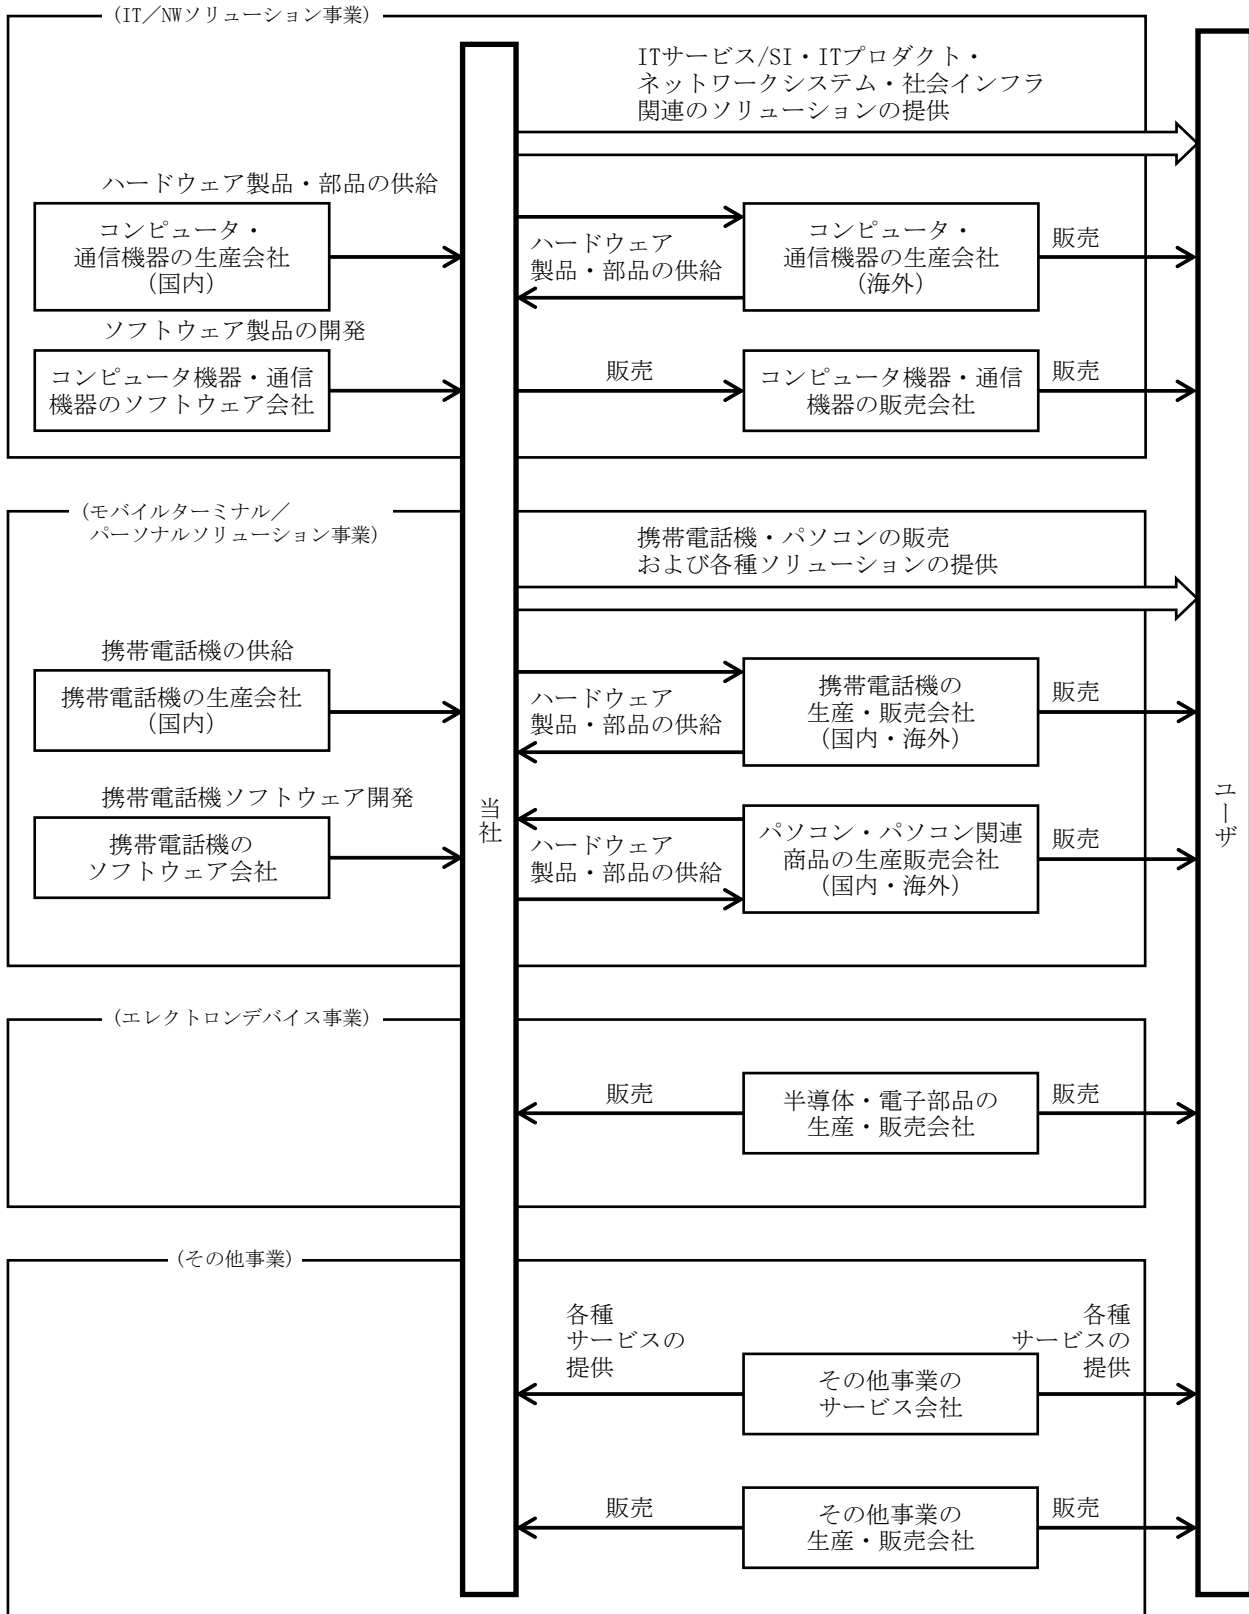 (IT／NWソリューション事業)
ITサービス/SI・ITプロダクト・
ネットワークシステム・社会インフラ
関連のソリューションの提供
ハードウェア製品・部品の供給
コンピュータ・
通信機器の生産会社
(国内)
ハードウェア
製品・部品の供給
コンピュータ・
通信機器の生産会社
(海外)
販売
ソフトウェア製品の開発
コンピュータ機器・通信
機器のソフトウェア会社
販売
コンピュータ機器・通信
機器の販売会社
販売
(モバイルターミナル／
パーソナルソリューション事業)
携帯電話機・パソコンの販売
および各種ソリューションの提供
携帯電話機の供給
携帯電話機の生産会社
(国内)
ハードウェア
製品・部品の供給
携帯電話機の
生産・販売会社
(国内・海外)
販売
携帯電話機ソフトウェア開発
携帯電話機の
ソフトウェア会社
当社
ハードウェア
製品・部品の供給
パソコン・パソコン関連
商品の生産販売会社
(国内・海外)
販売
ユーザ
(エレクトロンデバイス事業)
販売
半導体・電子部品の
生産・販売会社
販売
(その他事業)
各種
サービスの
提供
その他事業の
サービス会社
各種
サービスの
提供
販売
その他事業の
生産・販売会社
販売